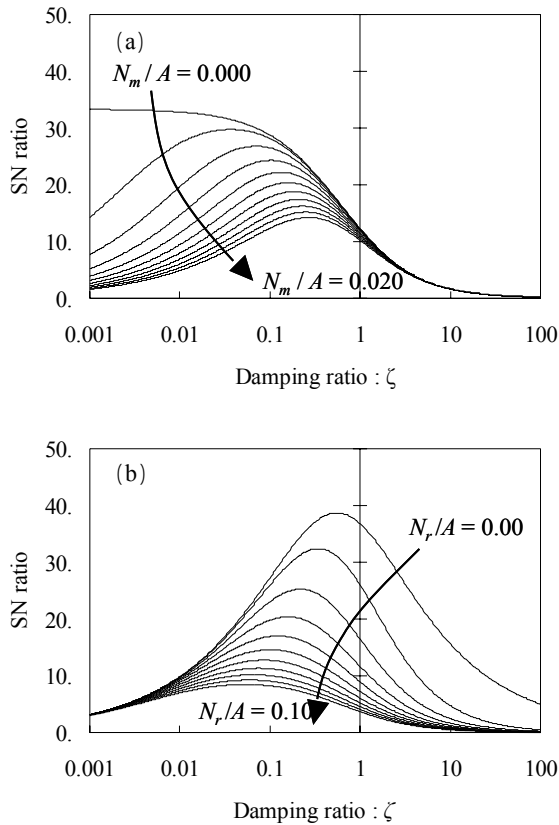 50.
(a)
N_m / A = 0.000
40.
30.
20.
10.
N_m / A = 0.020
0.
SN ratio
0.001 0.01 0.1 1 10 100
Damping ratio : ζ
50.
(b)
40.
N_r/A = 0.00
30.
20.
10.
N_r/A = 0.10
0.
SN ratio
0.001 0.01 0.1 1 10 100
Damping ratio : ζ